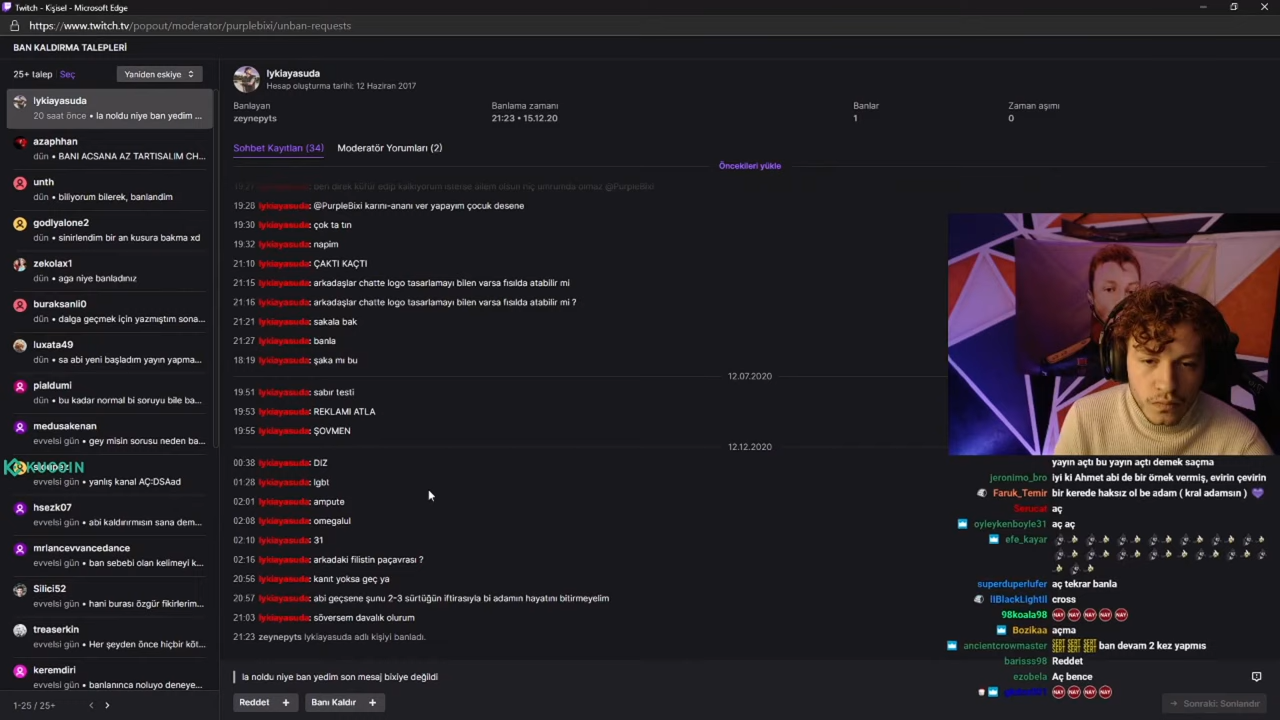 Twitch - Kişisel - Microsoft Edge
https://www.twitch.tv/popout/moderator/purplebixi/unban-requests
BAN KALDIRMA TALEPLERİ
25+ talep Seç Yaniden eskiye
lykiayasuda
20 saat önce • la noldu niye ban yedim ...
azaphhan
dün • BANI ACSANA AZ TARTISALIM CH...
unth
dün • biliyorum bilerek, banlandim
godlyalone2
dün • sinirlendim bir an kusura bakma xd
zekolax1
dün • aga niye banladınız
buraksanli0
dün • dalga geçmek için yazmıştım sona...
luxata49
dün • sa abi yeni başladım yayın yapma...
pialdumi
dün • bu kadar normal bi soruyu bile ba...
medusakenan
evvelsi gün • gey misin sorusu neden ba...
evvelsi gün • yanlış kanal AÇ:DSAad
hsezk07
evvelsi gün • abi kaldırmısın sana dem...
mrlancevvancedance
evvelsi gün • ban sebebi olan kelimeyi k...
Silici52
evvelsi gün • hani burası özgür fikirlerim...
treaserkin
evvelsi gün • Her şeyden önce hiçbir köt...
keremdiri
evvelsi gün • banlanınca noluyo deneye...
1-25 / 25+
lykiayasuda
Hesap oluşturma tarihi: 12 Haziran 2017
Banlayan Banlama zamanı Banlar Zaman aşımı
zeynepyts 21:23 • 15.12.20 1 0
Sohbet Kayıtları (34) Moderatör Yorumları (2)
Öncekileri yükle
19:28 lykiayasuda: @PurpleBixi karını-ananı ver yapayım çocuk desene
19:30 lykiayasuda: çok ta tın
19:32 lykiayasuda: napim
21:10 lykiayasuda: ÇAKTI KAÇTI
21:15 lykiayasuda: arkadaşlar chatte logo tasarlamayı bilen varsa fısılda atabilir mi
21:16 lykiayasuda: arkadaşlar chatte logo tasarlamayı bilen varsa fısılda atabilir mi ?
21:21 lykiayasuda: sakala bak
21:27 lykiayasuda: banla
18:19 lykiayasuda: şaka mı bu
12.07.2020
19:51 lykiayasuda: sabır testi
19:53 lykiayasuda: REKLAMI ATLA
19:55 lykiayasuda: ŞOVMEN
12.12.2020
00:38 lykiayasuda: DIZ
01:28 lykiayasuda: lgbt
02:01 lykiayasuda: ampute
02:08 lykiayasuda: omegalul
02:10 lykiayasuda: 31
02:16 lykiayasuda: arkadaki filistin paçavrası ?
20:56 lykiayasuda: kanıt yoksa geç ya
20:57 lykiayasuda: abi geçsene şunu 2-3 sürtüğün iftirasıyla bi adamın hayatını bitirmeyelim
21:03 lykiayasuda: söversem davalık olurum
21:23 zeynepyts lykiayasuda adlı kişiyi banladı.
la noldu niye ban yedim son mesaj bixiye değildi
Reddet + Banı Kaldır +
yayın açtı bu yayın açtı demek saçma
jeronimo_bro İyi ki Ahmet abi de bir örnek vermiş, evirin çevirin
Faruk_Temir bir kerede haksız ol be adam ( kral adamsın )
Serucat aç
oyleykenboyle31 aç aç
efe_kayar
superduperlufer aç tekrar banla
liBlackLightil cross
98koala98 NAY NAY NAY NAY NAY
Bozikaa açma
ancientcrowmaster SERT SERT SERT ban devam 2 kez yapmıs
barisss98 Reddet
ezobela Aç bence
NAY NAY NAY NAY
Sonraki: Sonlandır